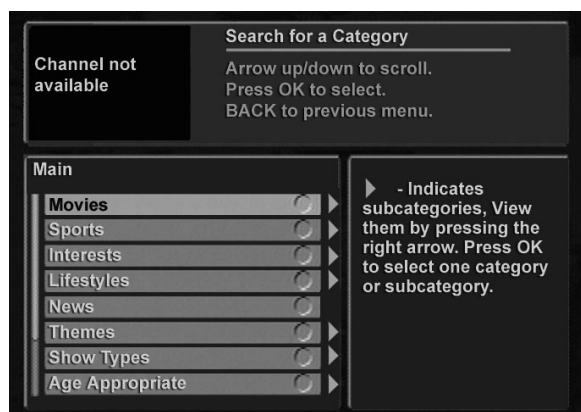 Channel not
available
Search for a Category
Arrow up/down to scroll.
Press OK to select.
BACK to previous menu.
Main
Movies
Sports
Interests
Lifestyles
News
Themes
Show Types
Age Appropriate
- Indicates
subcategories, View
them by pressing the
right arrow. Press OK
to select one category
or subcategory.